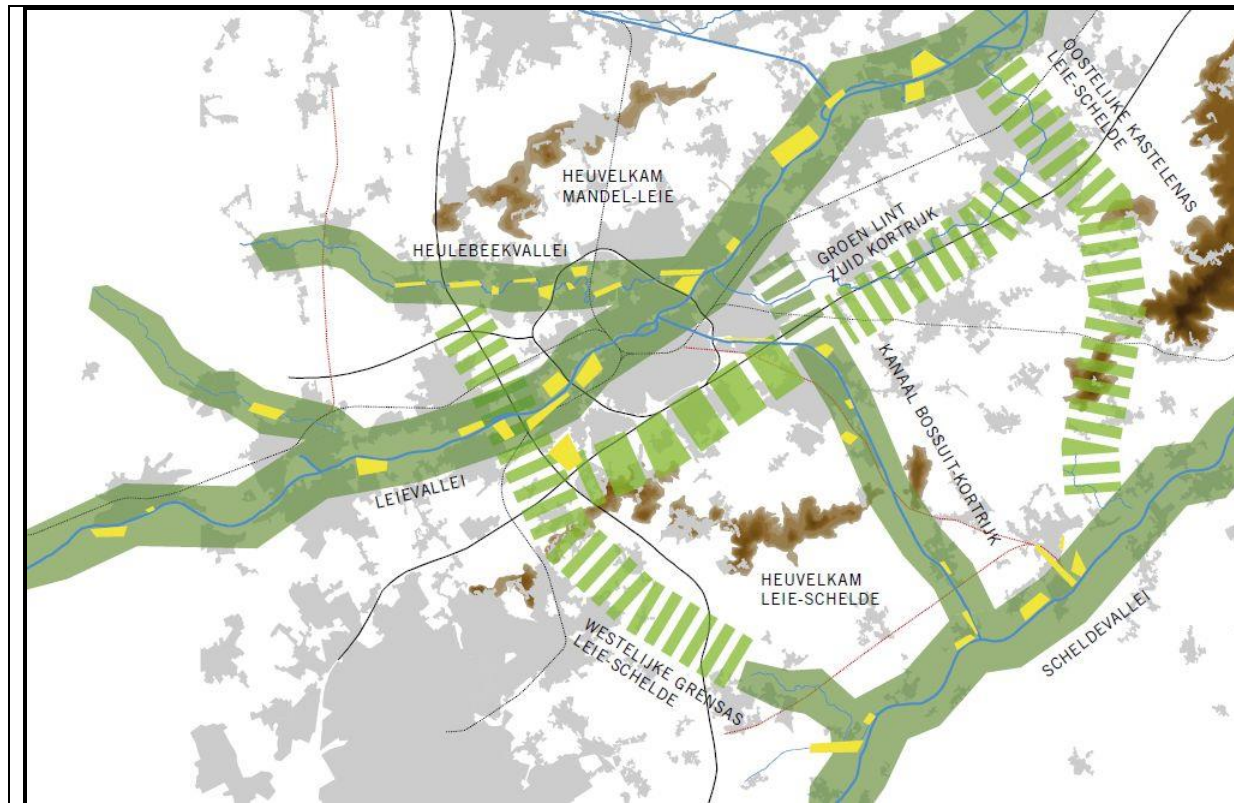 OOSTELIJKE KASTELENAS
LEIE-SCHELDE
HEUVELKAM
MANDEL-LEIE
HEULEBEEKVALLEI
GROEN LINT
ZUID KORTRIJK
KANAAL BOSSUIT-KORTRIJK
LEIEVALLEI
HEUVELKAM
LEIE-SCHELDE
WESTELIJKE GRENSAS
LEIE-SCHELDE
SCHELDEVALLEI